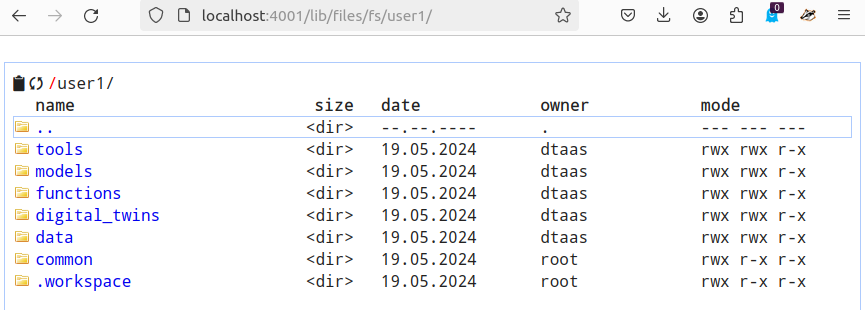 localhost:4001/lib/files/fs/user1/
0
/user1/
name size date owner mode
.. <dir> --.--.---- . --- --- ---
tools <dir> 19.05.2024 dtaas rwx rwx r-x
models <dir> 19.05.2024 dtaas rwx rwx r-x
functions <dir> 19.05.2024 dtaas rwx rwx r-x
digital_twins <dir> 19.05.2024 dtaas rwx rwx r-x
data <dir> 19.05.2024 dtaas rwx rwx r-x
common <dir> 19.05.2024 root rwx r-x r-x
.workspace <dir> 19.05.2024 root rwx r-x r-x